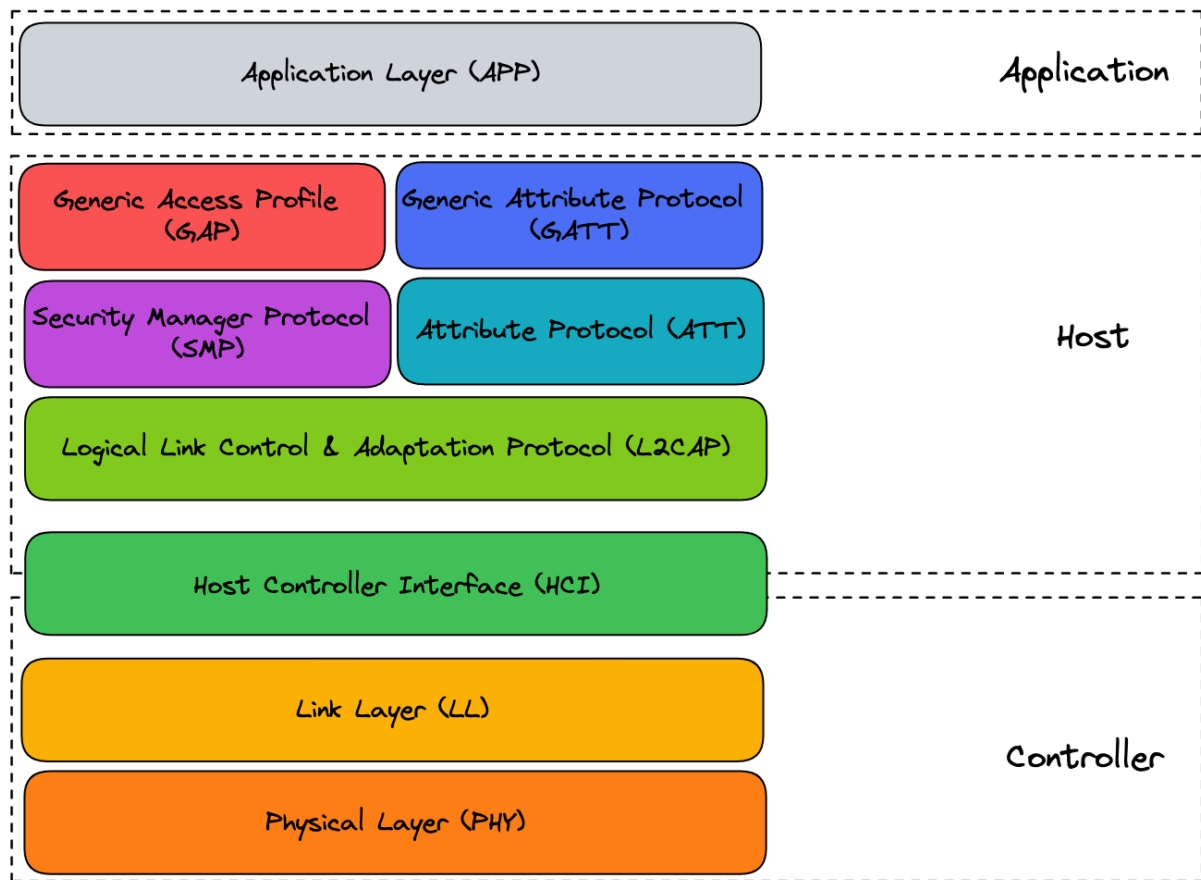 Application Layer (APP)
Application
Generic Access Profile
(GAP)
Generic Attribute Protocol
(GATT)
Security Manager Protocol
(SMP)
Attribute Protocol (ATT)
Host
Logical Link Control & Adaptation Protocol (L2CAP)
Host Controller Interface (HCI)
Link Layer (LL)
Controller
Physical Layer (PHY)